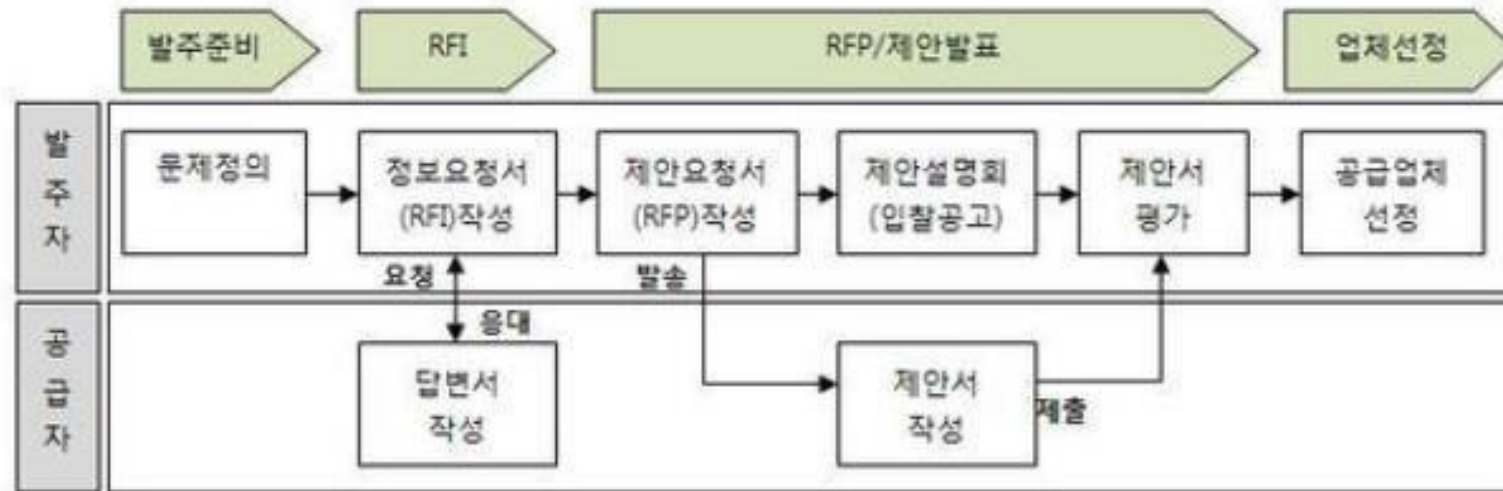 발주준비
RFI
RFP/제안발표
업체선정
발
주
자
문제정의
정보요청서
(RFI)작성
제안요청서
(RFP)작성
제안설명회
(입찰공고)
제안서
평가
공급업체
선정
요청
발송
응대
공
급
자
답변서
작성
제안서
작성
제출